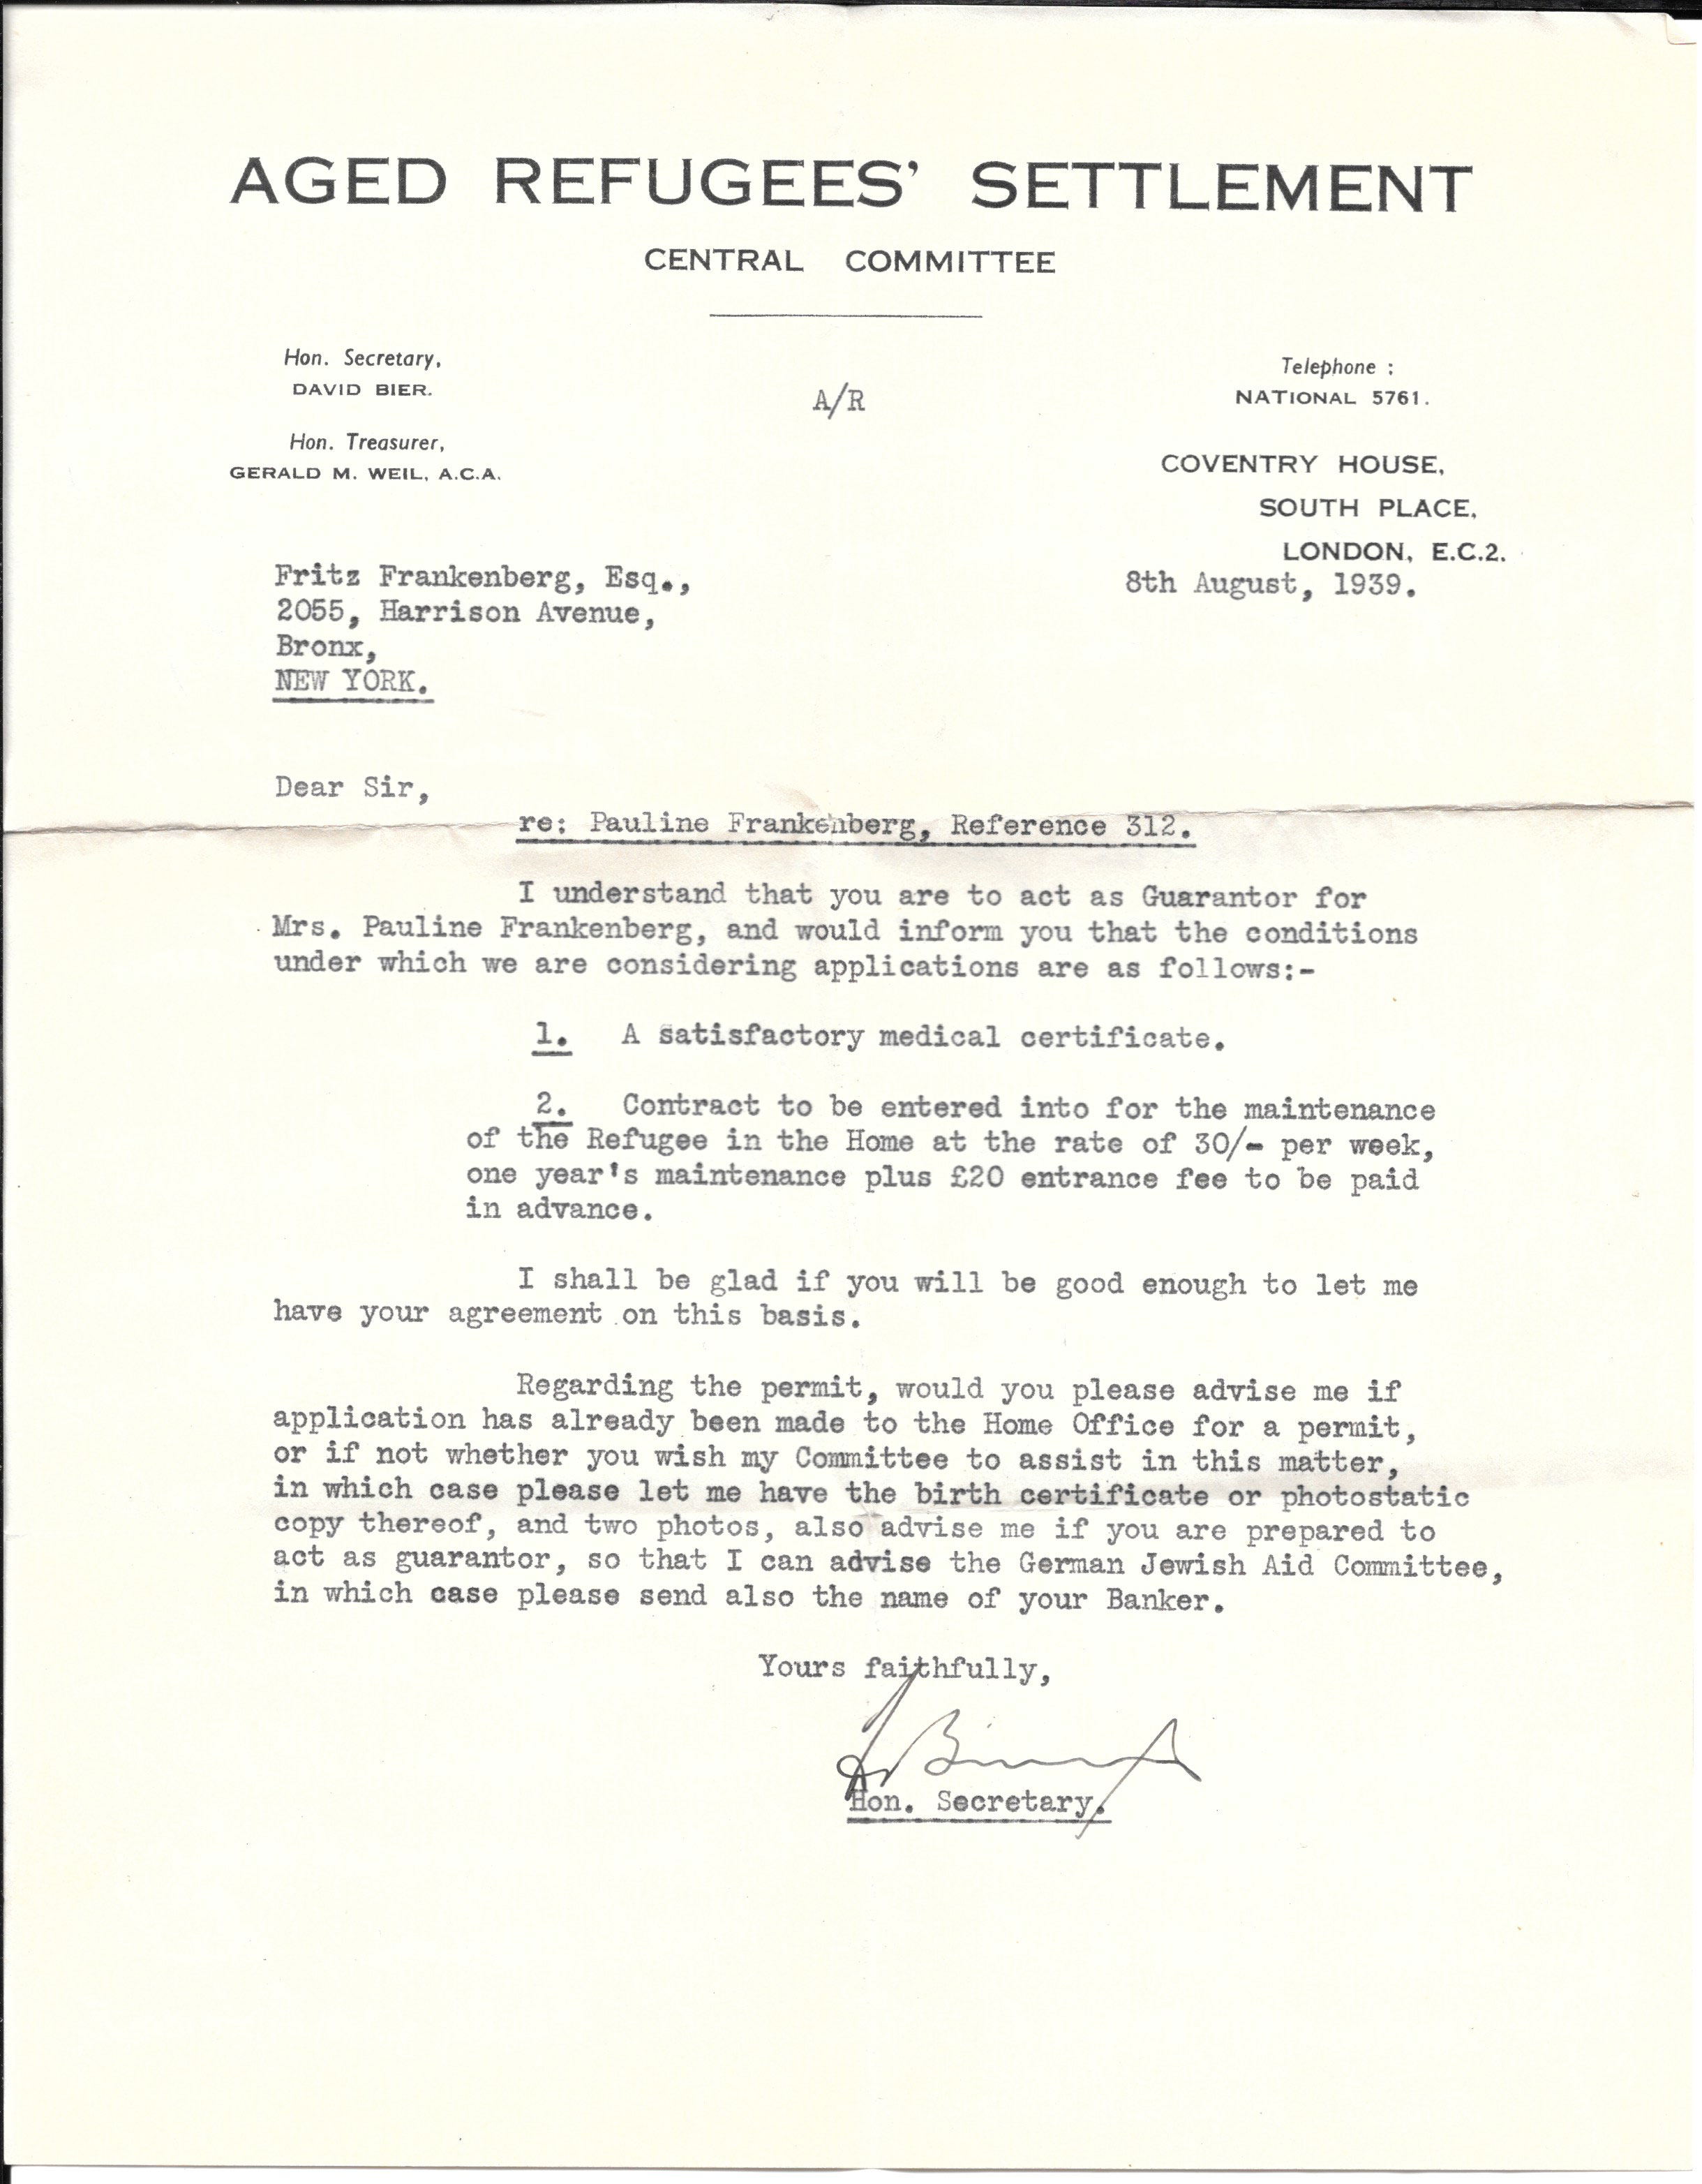 AGED REFUGEES' SETTLEMENT
CENTRAL COMMITTEE
Hon. Secretary,
DAVID BIER.
Hon. Treasurer,
GERALD M. WEIL, A.C.A.
A/R
Telephone :
NATIONAL 5761.
COVENTRY HOUSE,
SOUTH PLACE,
LONDON, E.C.2.
8th August, 1939.
Fritz Frankenberg, Esq.,
2055, Harrison Avenue,
Bronx,
NEW YORK.
Dear Sir,
re: Pauline Frankenberg, Reference 312.
I understand that you are to act as Guarantor for
Mrs. Pauline Frankenberg, and would inform you that the conditions
under which we are considering applications are as follows:-
1. A satisfactory medical certificate.
2. Contract to be entered into for the maintenance
of the Refugee in the Home at the rate of 30/- per week,
one year's maintenance plus £20 entrance fee to be paid
in advance.
I shall be glad if you will be good enough to let me
have your agreement on this basis.
Regarding the permit, would you please advise me if
application has already been made to the Home Office for a permit,
or if not whether you wish my Committee to assist in this matter,
in which case please let me have the birth certificate or photostatic
copy thereof, and two photos, also advise me if you are prepared to
act as guarantor, so that I can advise the German Jewish Aid Committee,
in which case please send also the name of your Banker.
Yours faithfully,
Hon. Secretary.